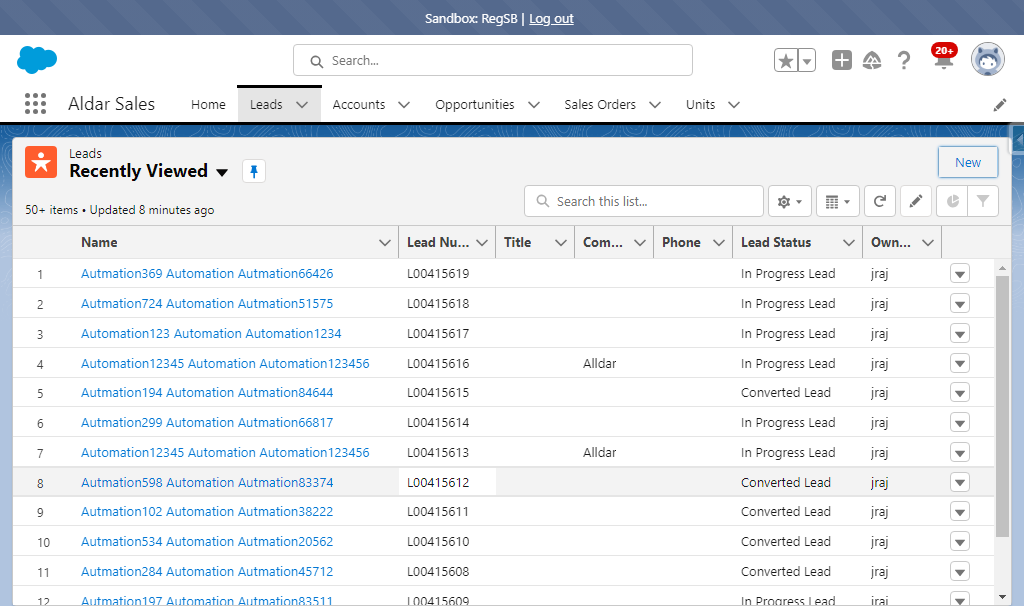 Sandbox: RegSB | Log out
Search...
20+
Aldar Sales Home Leads Accounts Opportunities Sales Orders Units
Leads
Recently Viewed
New
50+ items • Updated 8 minutes ago
Search this list...
Name Lead Nu... Title Com... Phone Lead Status Own...
1 Autmation369 Automation Autmation66426 L00415619 In Progress Lead jraj
2 Autmation724 Automation Autmation51575 L00415618 In Progress Lead jraj
3 Automation123 Automation Automation1234 L00415617 In Progress Lead jraj
4 Automation12345 Automation Automation123456 L00415616 Alldar In Progress Lead jraj
5 Autmation194 Automation Autmation84644 L00415615 Converted Lead jraj
6 Autmation299 Automation Autmation66817 L00415614 In Progress Lead jraj
7 Automation12345 Automation Automation123456 L00415613 Alldar In Progress Lead jraj
8 Autmation598 Automation Autmation83374 L00415612 Converted Lead jraj
9 Autmation102 Automation Autmation38222 L00415611 Converted Lead jraj
10 Autmation534 Automation Autmation20562 L00415610 Converted Lead jraj
11 Autmation284 Automation Autmation45712 L00415608 Converted Lead jraj
12 Autmation197 Automation Autmation83511 L00415609 In Progress Lead jraj